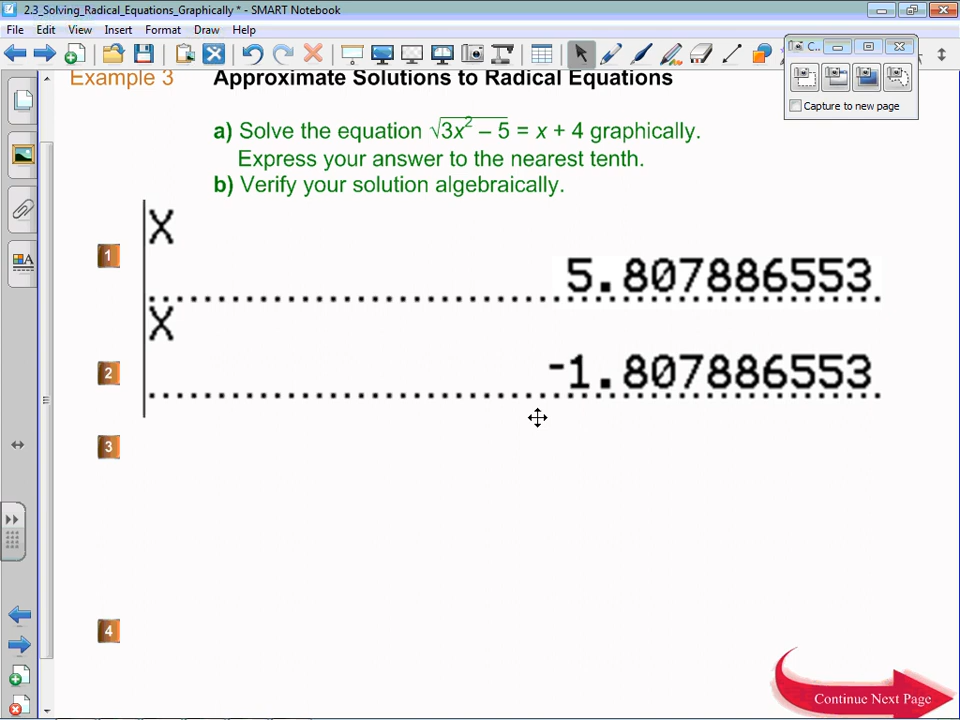 2.3_Solving_Radical_Equations_Graphically * - SMART Notebook
File Edit View Insert Format Draw Help
C..
Capture to new page
Example 3 Approximate Solutions to Radical Equations
a) Solve the equation √3x² – 5 = x + 4 graphically.
Express your answer to the nearest tenth.
b) Verify your solution algebraically.
X
1
5.807886553
X
2
-1.807886553
3
4
Continue Next Page